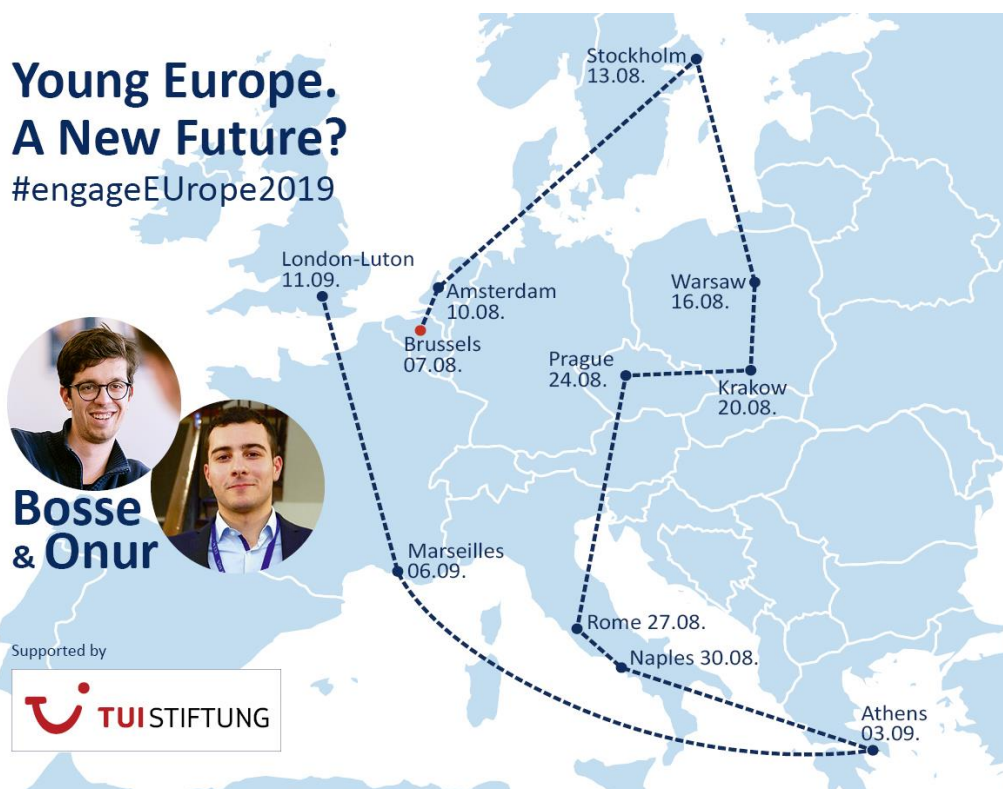 Young Europe.
A New Future?
#engageEUrope2019
Stockholm
13.08.
London-Luton
11.09.
Amsterdam
10.08.
Brussels
07.08.
Warsaw
16.08.
Prague
24.08.
Krakow
20.08.
Bosse
& Onur
Marseilles
06.09.
Rome 27.08.
Naples 30.08.
Athens
03.09.
Supported by
TUI STIFTUNG